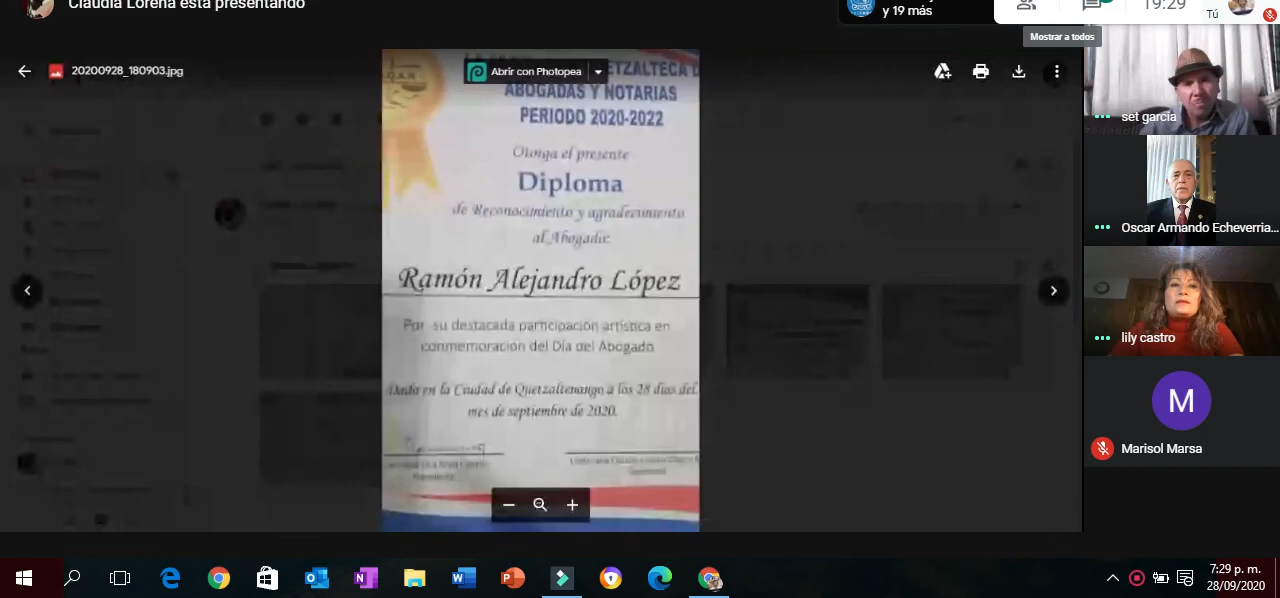 Claudia Lorena está presentando
y 19 más
19:29
Tú
Mostrar a todos
20200928_180903.jpg
Abrir con Photopea
ETZALTECA D
ABOGADAS Y NOTARIAS
PERIODO 2020-2022
Otorga el presente
Diploma
de Reconocimiento y agradecimiento
al Abogado:
Ramón Alejandro López
Por su destacada participación artística en
conmemoración del Día del Abogado
Dado en la Ciudad de Quetzaltenango a los 28 días del
mes de septiembre de 2020.
set garcia
Oscar Armando Echeverria...
lily castro
M
Marisol Marsa
7:29 p. m.
28/09/2020